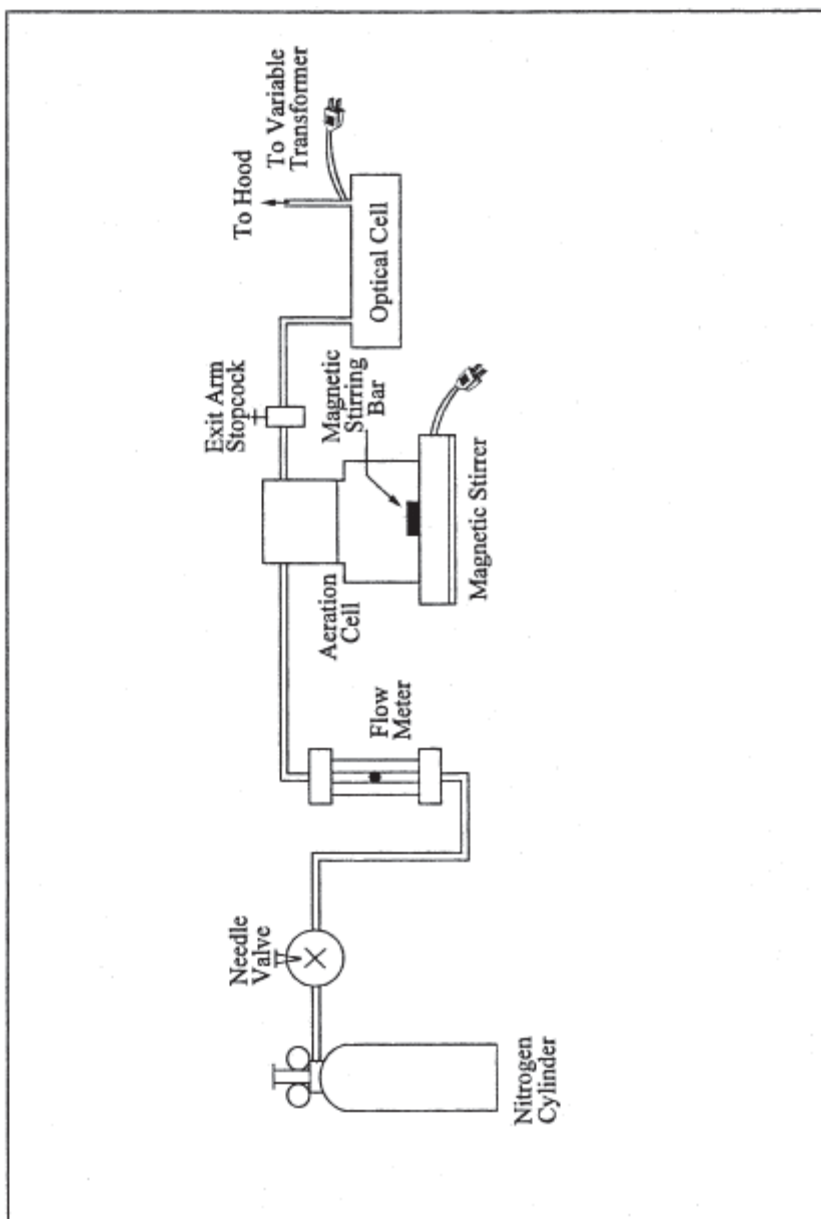 Nitrogen
Cylinder
Needle
Valve
Flow
Meter
Aeration
Cell
Magnetic Stirrer
Magnetic
Stirring
Bar
Exit Arm
Stopcock
Optical Cell
To Hood
To Variable
Transformer